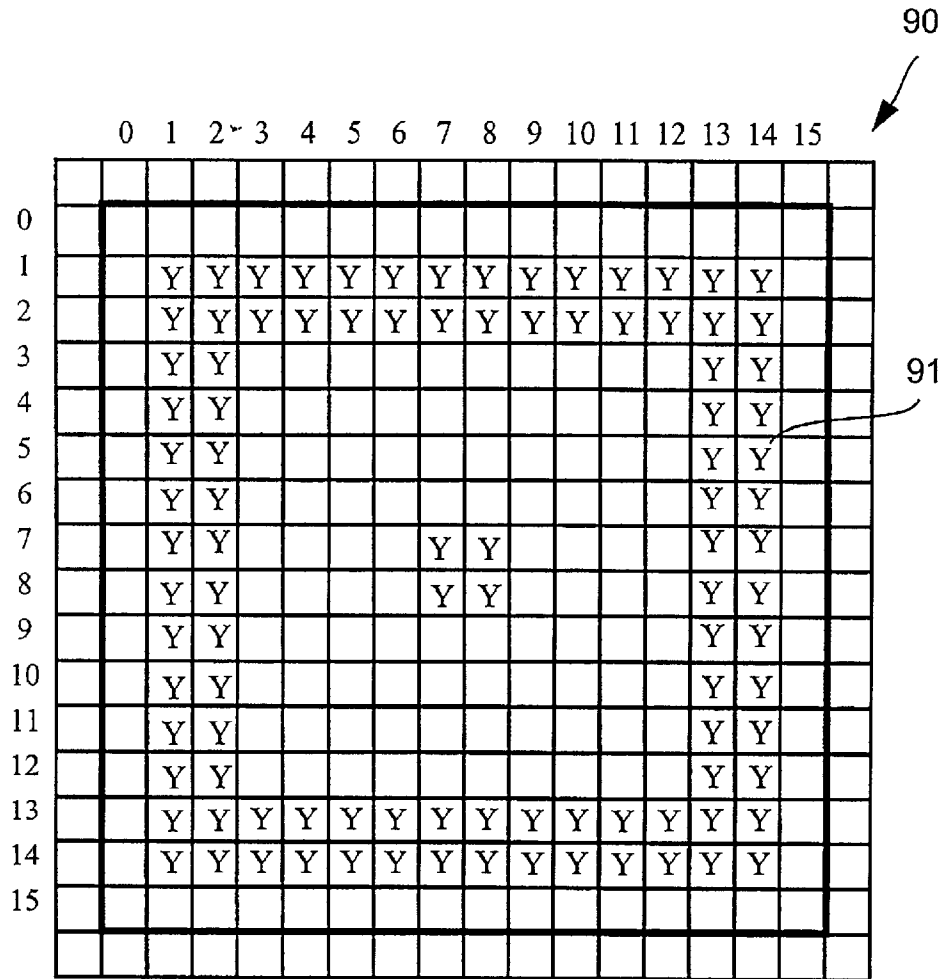 90
0 1 2 3 4 5 6 7 8 9 10 11 12 13 14 15
0
1 Y Y Y Y Y Y Y Y Y Y Y Y Y Y
2 Y Y Y Y Y Y Y Y Y Y Y Y Y Y
3 Y Y Y Y
4 Y Y Y Y
91
5 Y Y Y Y
6 Y Y Y Y
7 Y Y Y Y Y Y
8 Y Y Y Y Y Y
9 Y Y Y Y
10 Y Y Y Y
11 Y Y Y Y
12 Y Y Y Y
13 Y Y Y Y Y Y Y Y Y Y Y Y Y Y
14 Y Y Y Y Y Y Y Y Y Y Y Y Y Y
15